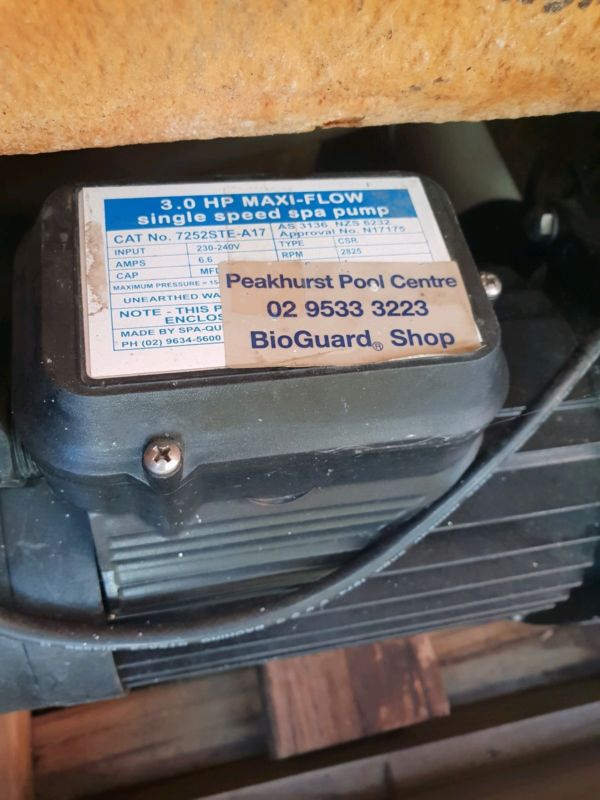 3.0 HP MAXI-FLOW
single speed spa pump
CAT No. 7252STE-A17
AS 3136 NZS 6232
Approval No. N17175
INPUT 230-240V TYPE CSR
AMPS 6.6 RPM 2825
CAP
MAXIMUM PRESSURE =
UNEARTHED
NOTE - THIS
MADE BY
PH (02) 9634-5600
Peakhurst Pool Centre
02 9533 3223
BioGuard® Shop